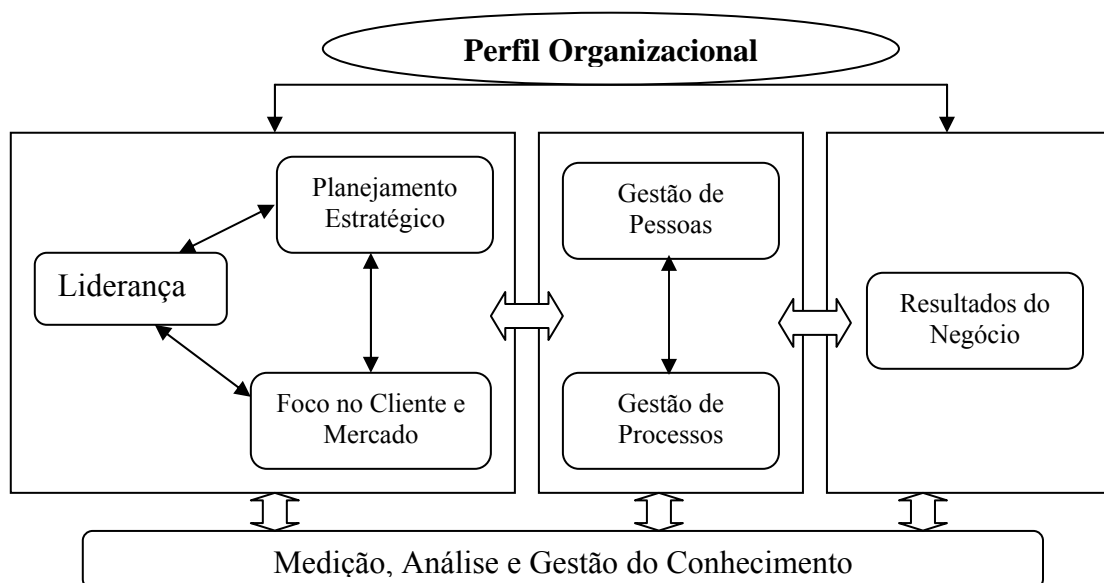 Perfil Organizacional
Planejamento
Estratégico
Liderança
Foco no Cliente e
Mercado
Gestão de
Pessoas
Gestão de
Processos
Resultados do
Negócio
Medição, Análise e Gestão do Conhecimento